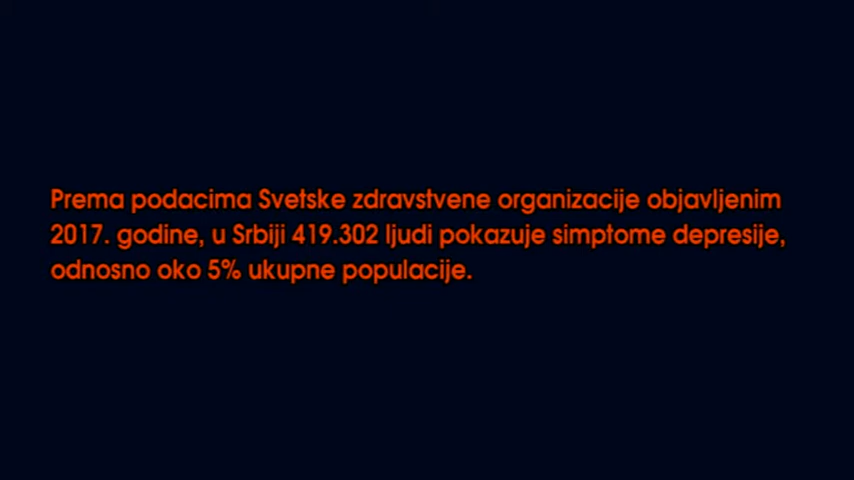 Prema podacima Svetske zdravstvene organizacije objavljenim
2017. godine, u Srbiji 419.302 ljudi pokazuje simptome depresije,
odnosno oko 5% ukupne populacije.